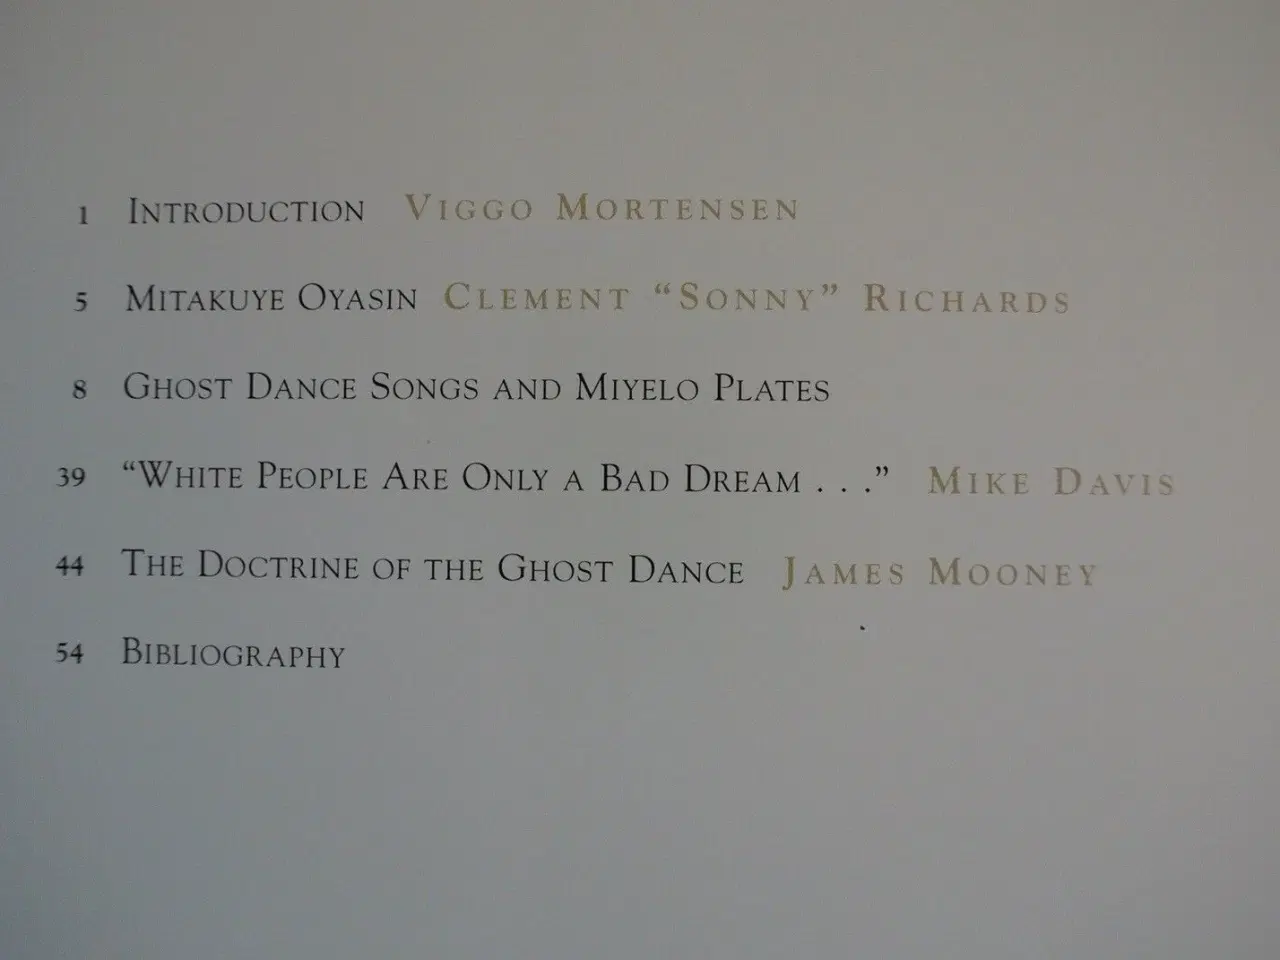 1 Introduction Viggo Mortensen
5 Mitakuye Oyasin Clement “Sonny” Richards
8 Ghost Dance Songs and Miyelo Plates
39 “White People Are Only a Bad Dream . . .” Mike Davis
44 The Doctrine of the Ghost Dance James Mooney
54 Bibliography